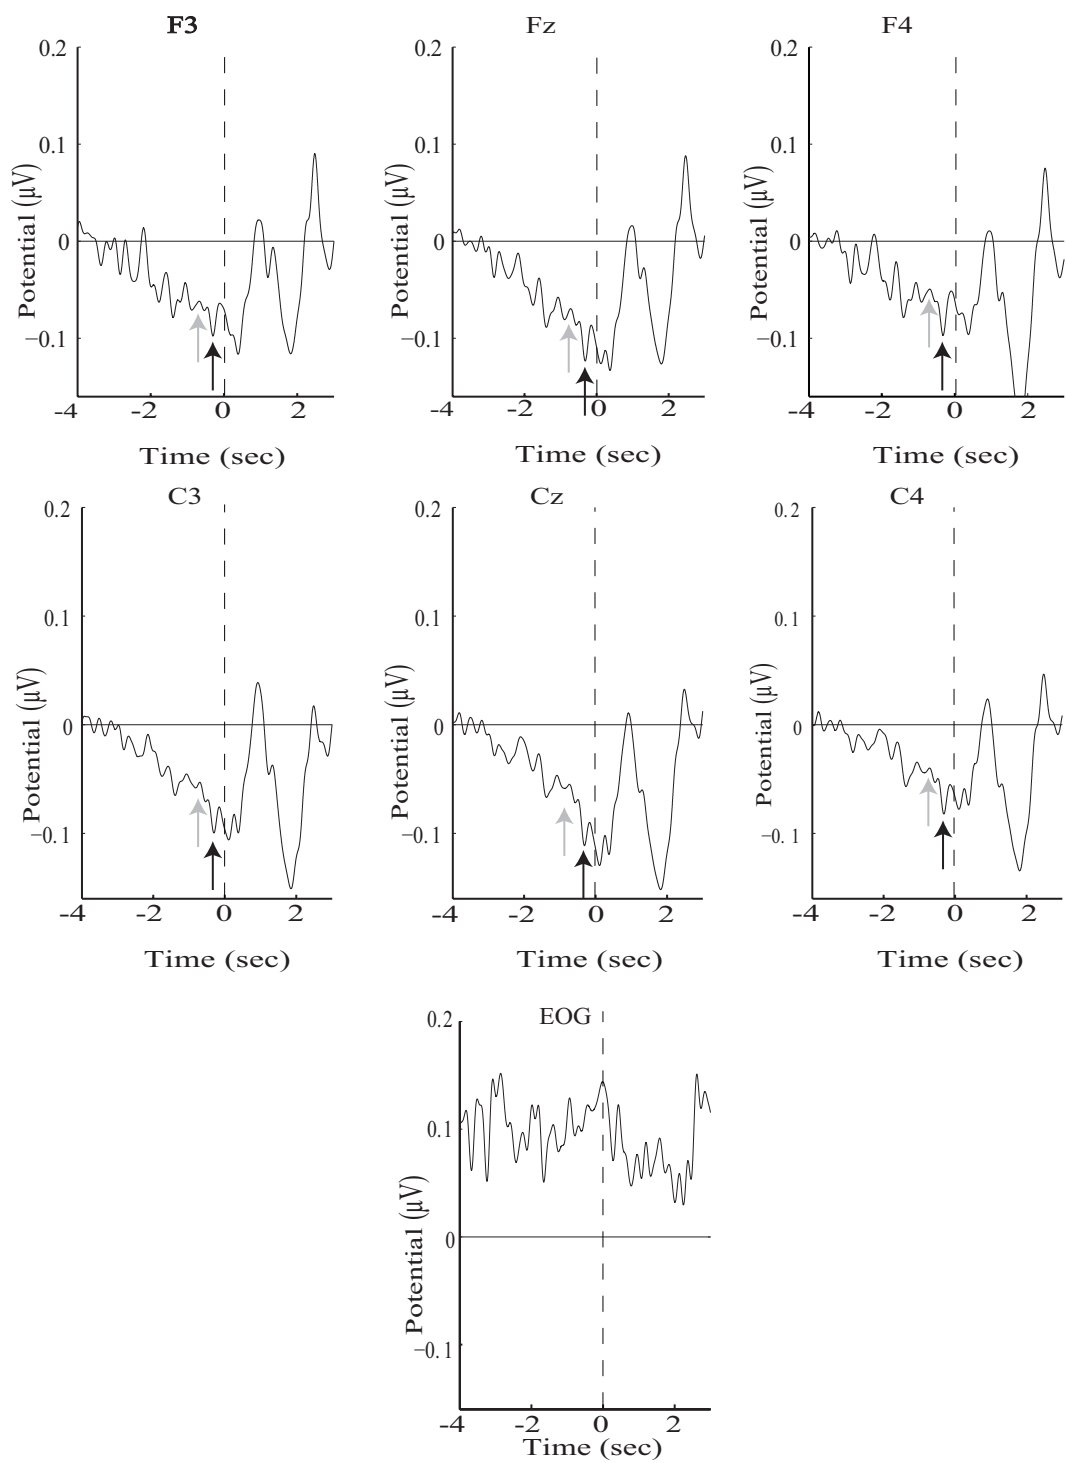 F3 Fz F4
0.2 0.2 0.2
0.1 0.1 0.1
0 0 0
−0.1 −0.1 −0.1
Potential (μV) Potential (μV) Potential (μV)
-4 -2 0 2 -4 -2 0 2 -4 -2 0 2
Time (sec) Time (sec) Time (sec)
C3 Cz C4
0.2 0.2 0.2
0.1 0.1 0.1
0 0 0
−0.1 −0.1 −0.1
Potential (μV) Potential (μV) Potential (μV)
-4 -2 0 2 -4 -2 0 2 -4 -2 0 2
Time (sec) Time (sec) Time (sec)
EOG
0.2
0.1
0
−0.1
Potential (μV)
-4 -2 0 2
Time (sec)